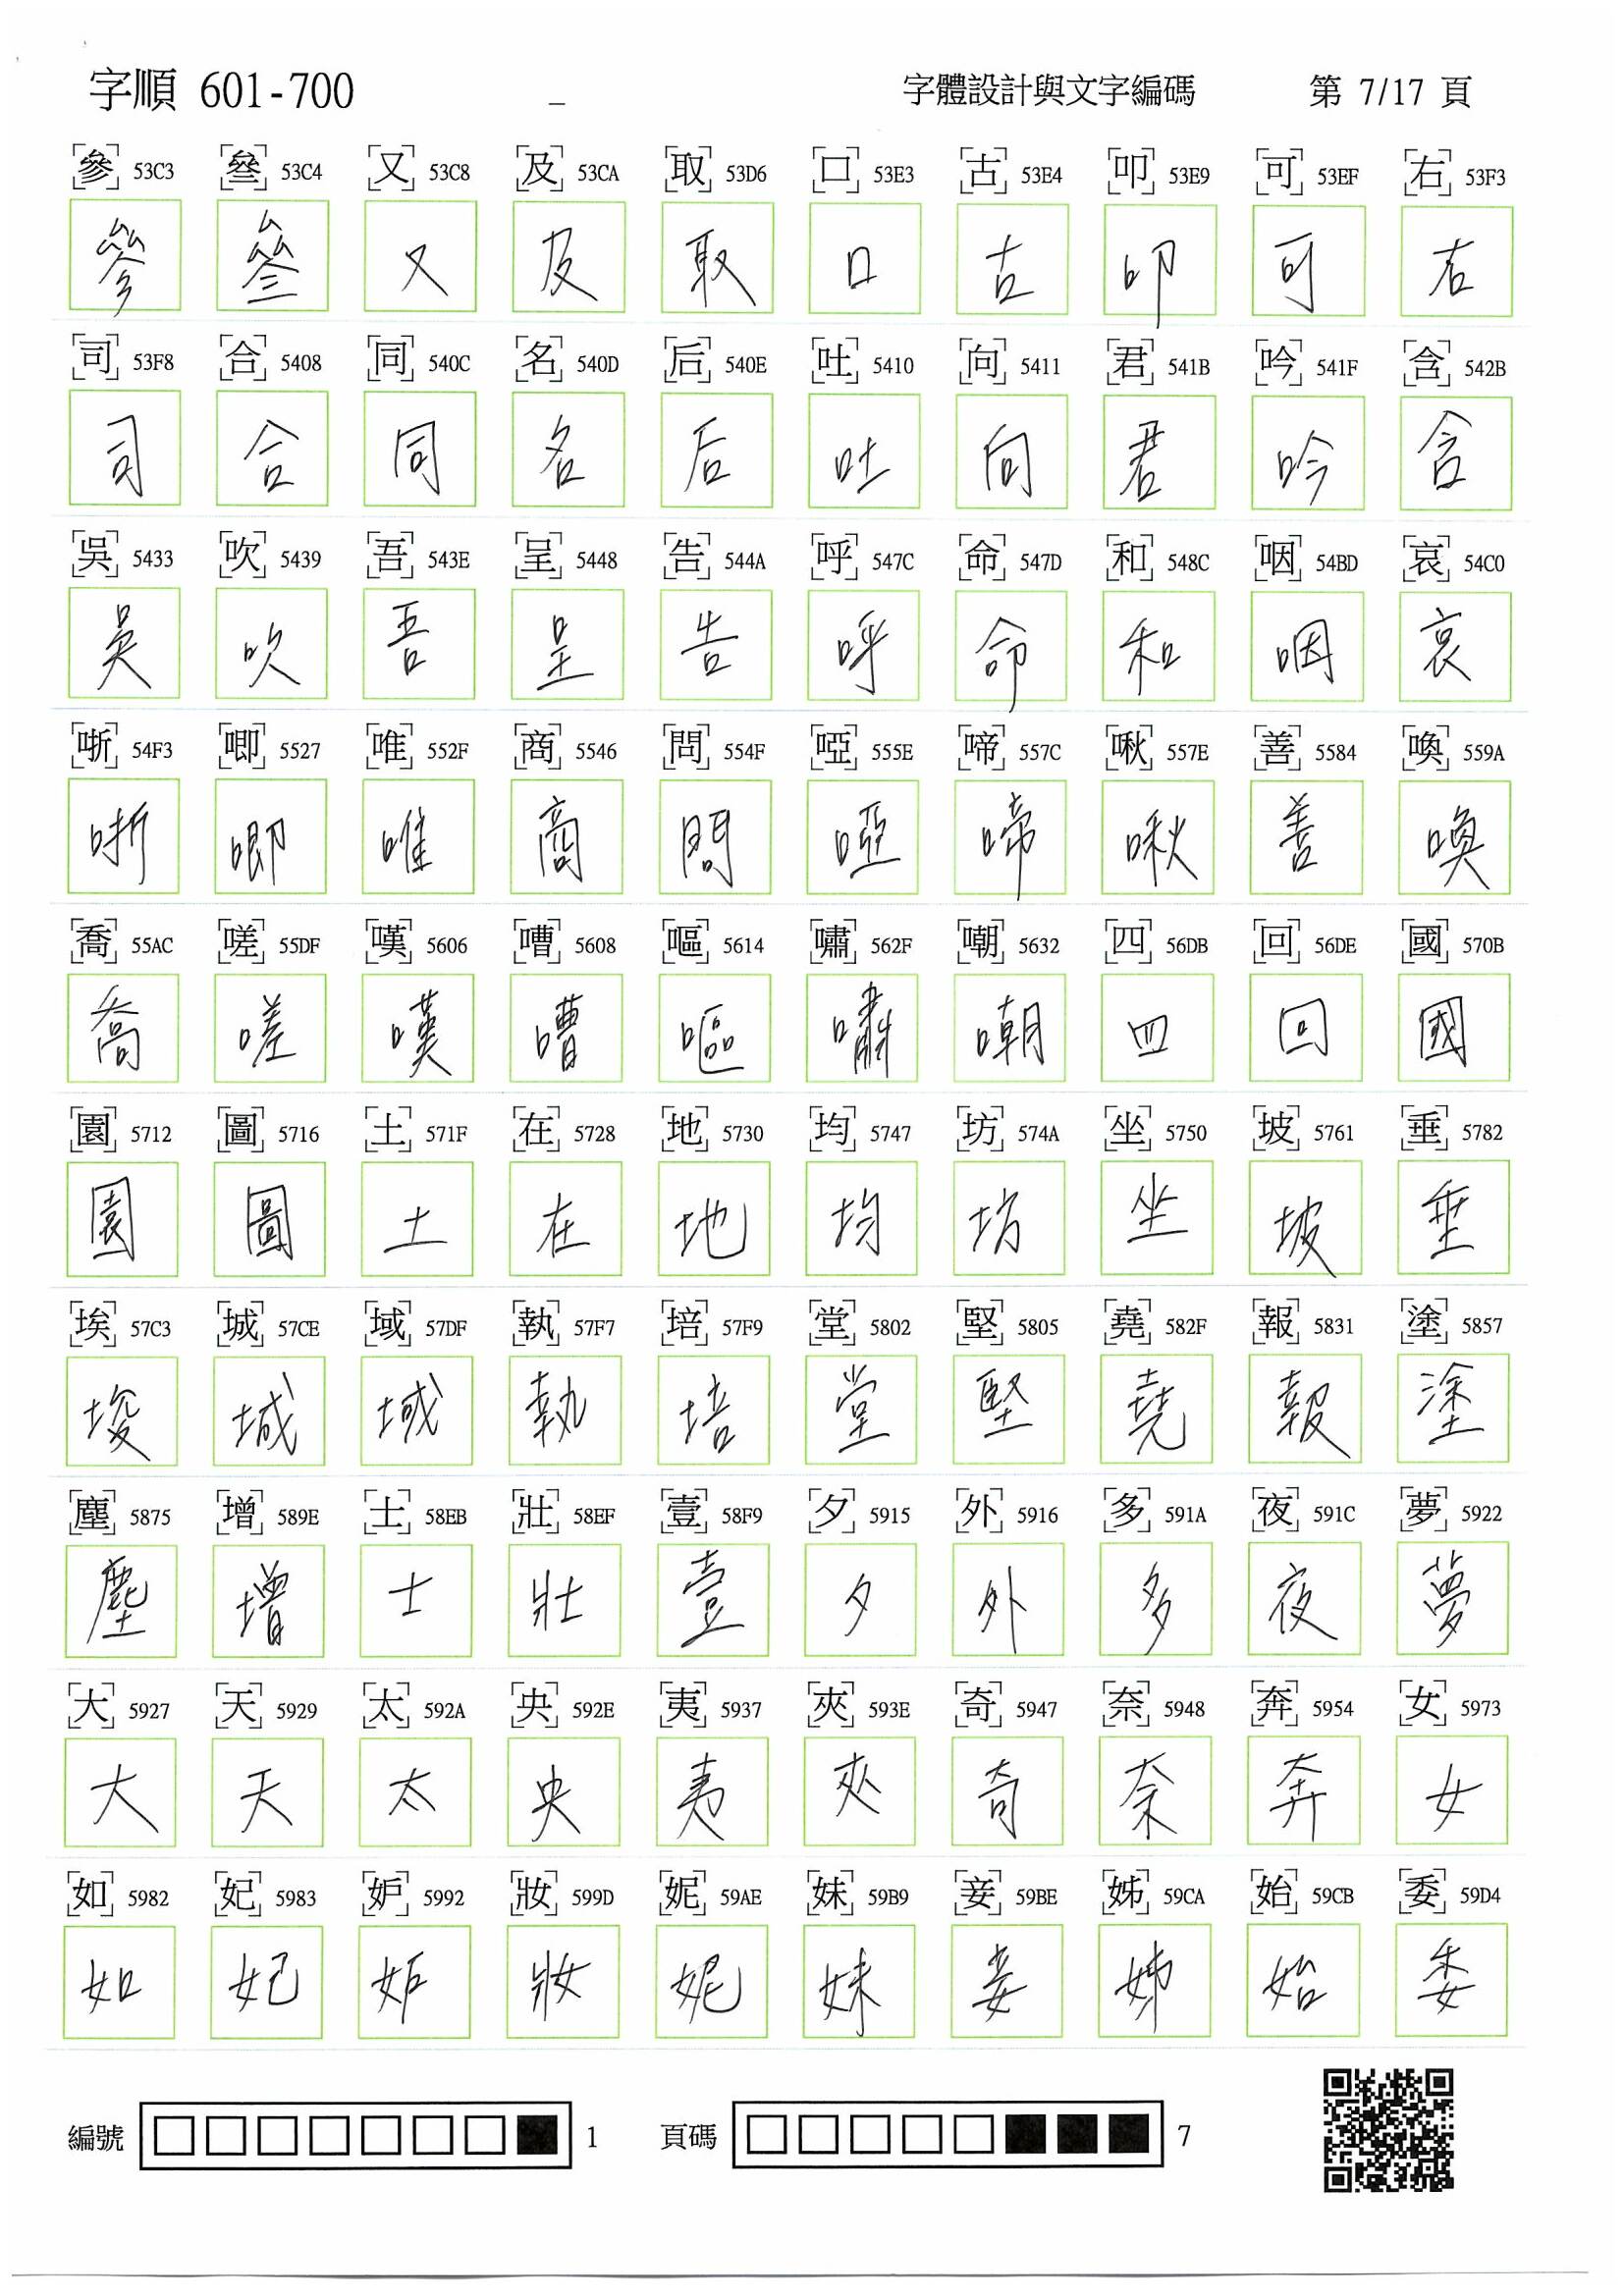 字順 601-700 _ 字體設計與文字編碼 第 7/17 頁
參 53C3 叄 53C4 又 53C8 及 53CA 取 53D6 口 53E3 古 53E4 叩 53E9 可 53EF 右 53F3
參 叄 又 及 取 口 古 叩 可 右
司 53F8 合 5408 同 540C 名 540D 后 540E 吐 5410 向 5411 君 541B 吟 541F 含 542B
司 合 同 名 后 吐 向 君 吟 含
吳 5433 吹 5439 吾 543E 呈 5448 告 544A 呼 547C 命 547D 和 548C 咽 54BD 哀 54C0
吳 吹 吾 呈 告 呼 命 和 咽 哀
哳 54F3 唧 5527 唯 552F 商 5546 問 554F 啞 555E 啼 557C 啾 557E 善 5584 喚 559A
哳 唧 唯 商 問 啞 啼 啾 善 喚
喬 55AC 嗟 55DF 嘆 5606 嘈 5608 嘔 5614 嘯 562F 嘲 5632 四 56DB 回 56DE 國 570B
喬 嗟 嘆 嘈 嘔 嘯 嘲 四 回 國
園 5712 圖 5716 土 571F 在 5728 地 5730 均 5747 坊 574A 坐 5750 坡 5761 垂 5782
園 圖 土 在 地 均 坊 坐 坡 垂
埃 57C3 城 57CE 域 57DF 執 57F7 培 57F9 堂 5802 堅 5805 堯 582F 報 5831 塗 5857
埃 城 域 執 培 堂 堅 堯 報 塗
塵 5875 增 589E 士 58EB 壯 58EF 壹 58F9 夕 5915 外 5916 多 591A 夜 591C 夢 5922
塵 增 士 壯 壹 夕 外 多 夜 夢
大 5927 天 5929 太 592A 央 592E 夷 5937 夾 593E 奇 5947 奈 5948 奔 5954 女 5973
大 天 太 央 夷 夾 奇 奈 奔 女
如 5982 妃 5983 妒 5992 妝 599D 妮 59AE 妹 59B9 妾 59BE 姊 59CA 始 59CB 委 59D4
如 妃 妒 妝 妮 妹 妾 姊 始 委
編號 1 頁碼 7